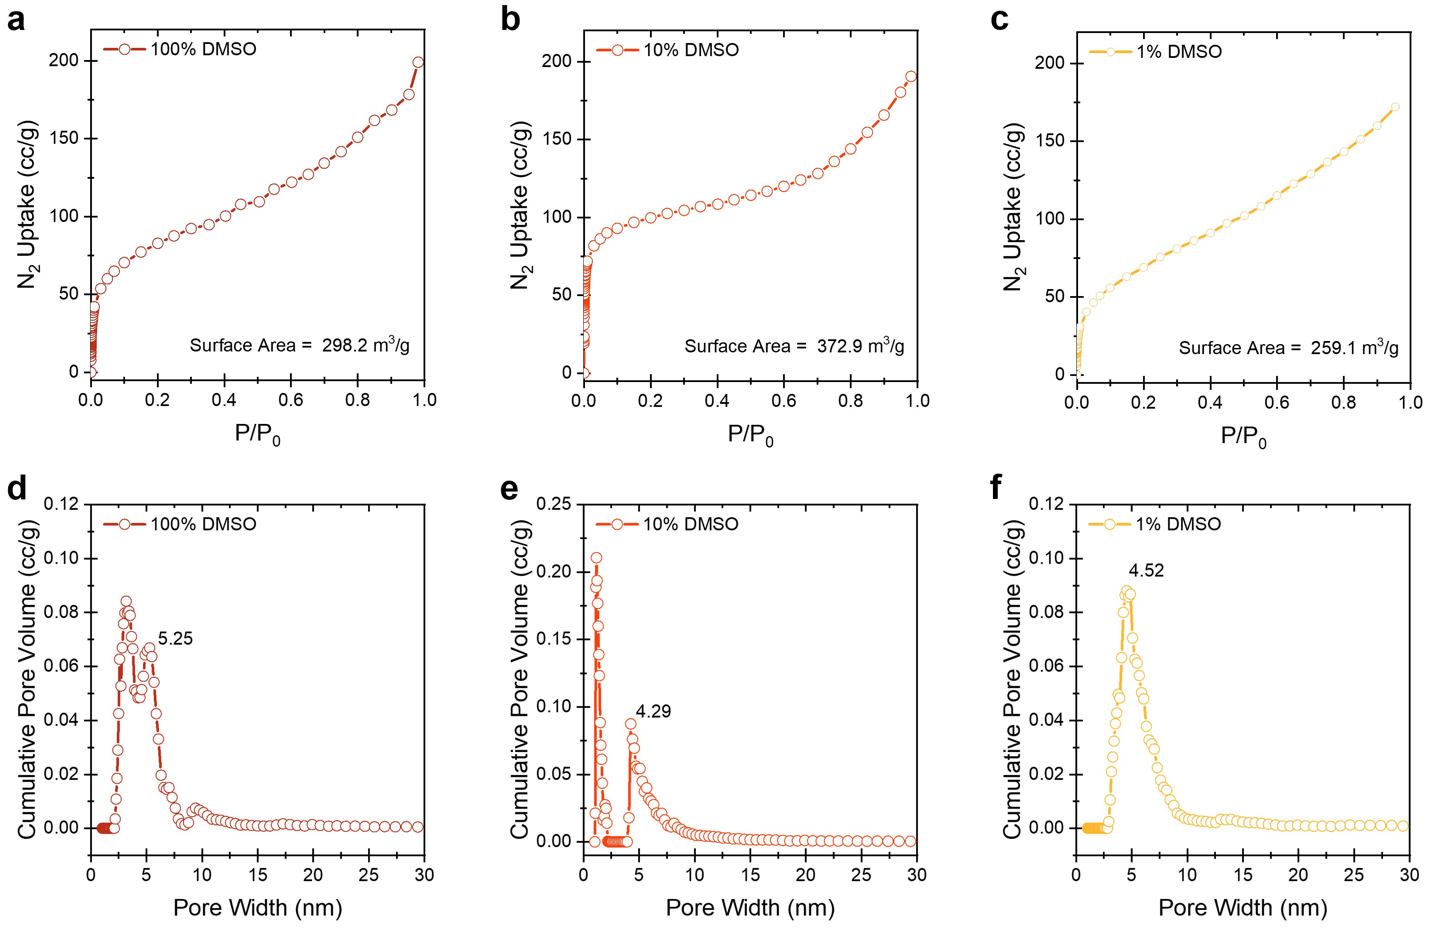 a
100% DMSO
200
150
100
50
0
N₂ Uptake (cc/g)
Surface Area = 298.2 m³/g
0.0 0.2 0.4 0.6 0.8 1.0
P/P₀
b
10% DMSO
200
150
100
50
0
N₂ Uptake (cc/g)
Surface Area = 372.9 m³/g
0.0 0.2 0.4 0.6 0.8 1.0
P/P₀
c
1% DMSO
200
150
100
50
0
N₂ Uptake (cc/g)
Surface Area = 259.1 m³/g
0.0 0.2 0.4 0.6 0.8 1.0
P/P₀
d
100% DMSO
0.12
0.10
0.08
0.06
0.04
0.02
0.00
Cumulative Pore Volume (cc/g)
5.25
0 5 10 15 20 25 30
Pore Width (nm)
e
10% DMSO
0.25
0.20
0.15
0.10
0.05
0.00
Cumulative Pore Volume (cc/g)
4.29
0 5 10 15 20 25 30
Pore Width (nm)
f
1% DMSO
0.12
0.10
0.08
0.06
0.04
0.02
0.00
Cumulative Pore Volume (cc/g)
4.52
0 5 10 15 20 25 30
Pore Width (nm)